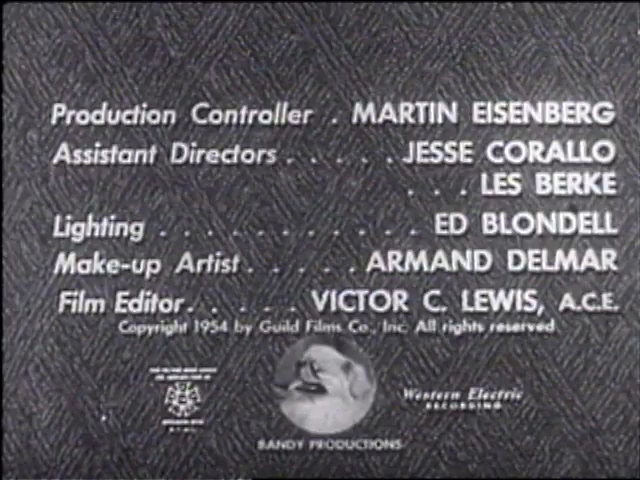 Production Controller . MARTIN EISENBERG
Assistant Directors . . . . . JESSE CORALLO
. . . LES BERKE
Lighting . . . . . . . . . . . ED BLONDELL
Make-up Artist . . . . . ARMAND DELMAR
Film Editor . . . . . VICTOR C. LEWIS, A.C.E.
Copyright 1954 by Guild Films Co., Inc. All rights reserved
Western Electric
RECORDING
BANDY PRODUCTIONS